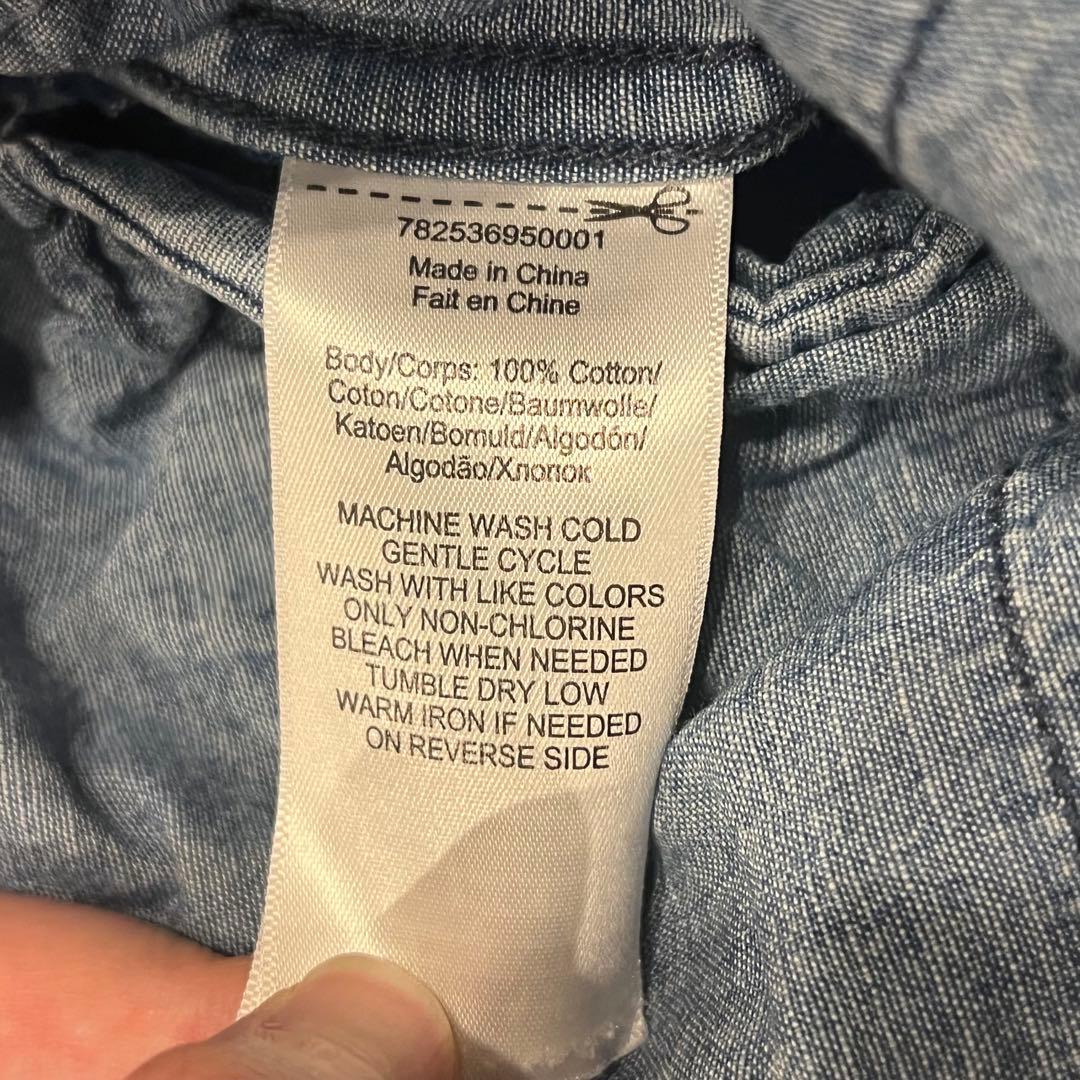 782536950001
Made in China
Fait en Chine
Body/Corps: 100% Cotton/
Coton/Cotone/Baumwolle/
Katoen/Bomuld/Algodón/
Algodão/Хлопок
MACHINE WASH COLD
GENTLE CYCLE
WASH WITH LIKE COLORS
ONLY NON-CHLORINE
BLEACH WHEN NEEDED
TUMBLE DRY LOW
WARM IRON IF NEEDED
ON REVERSE SIDE